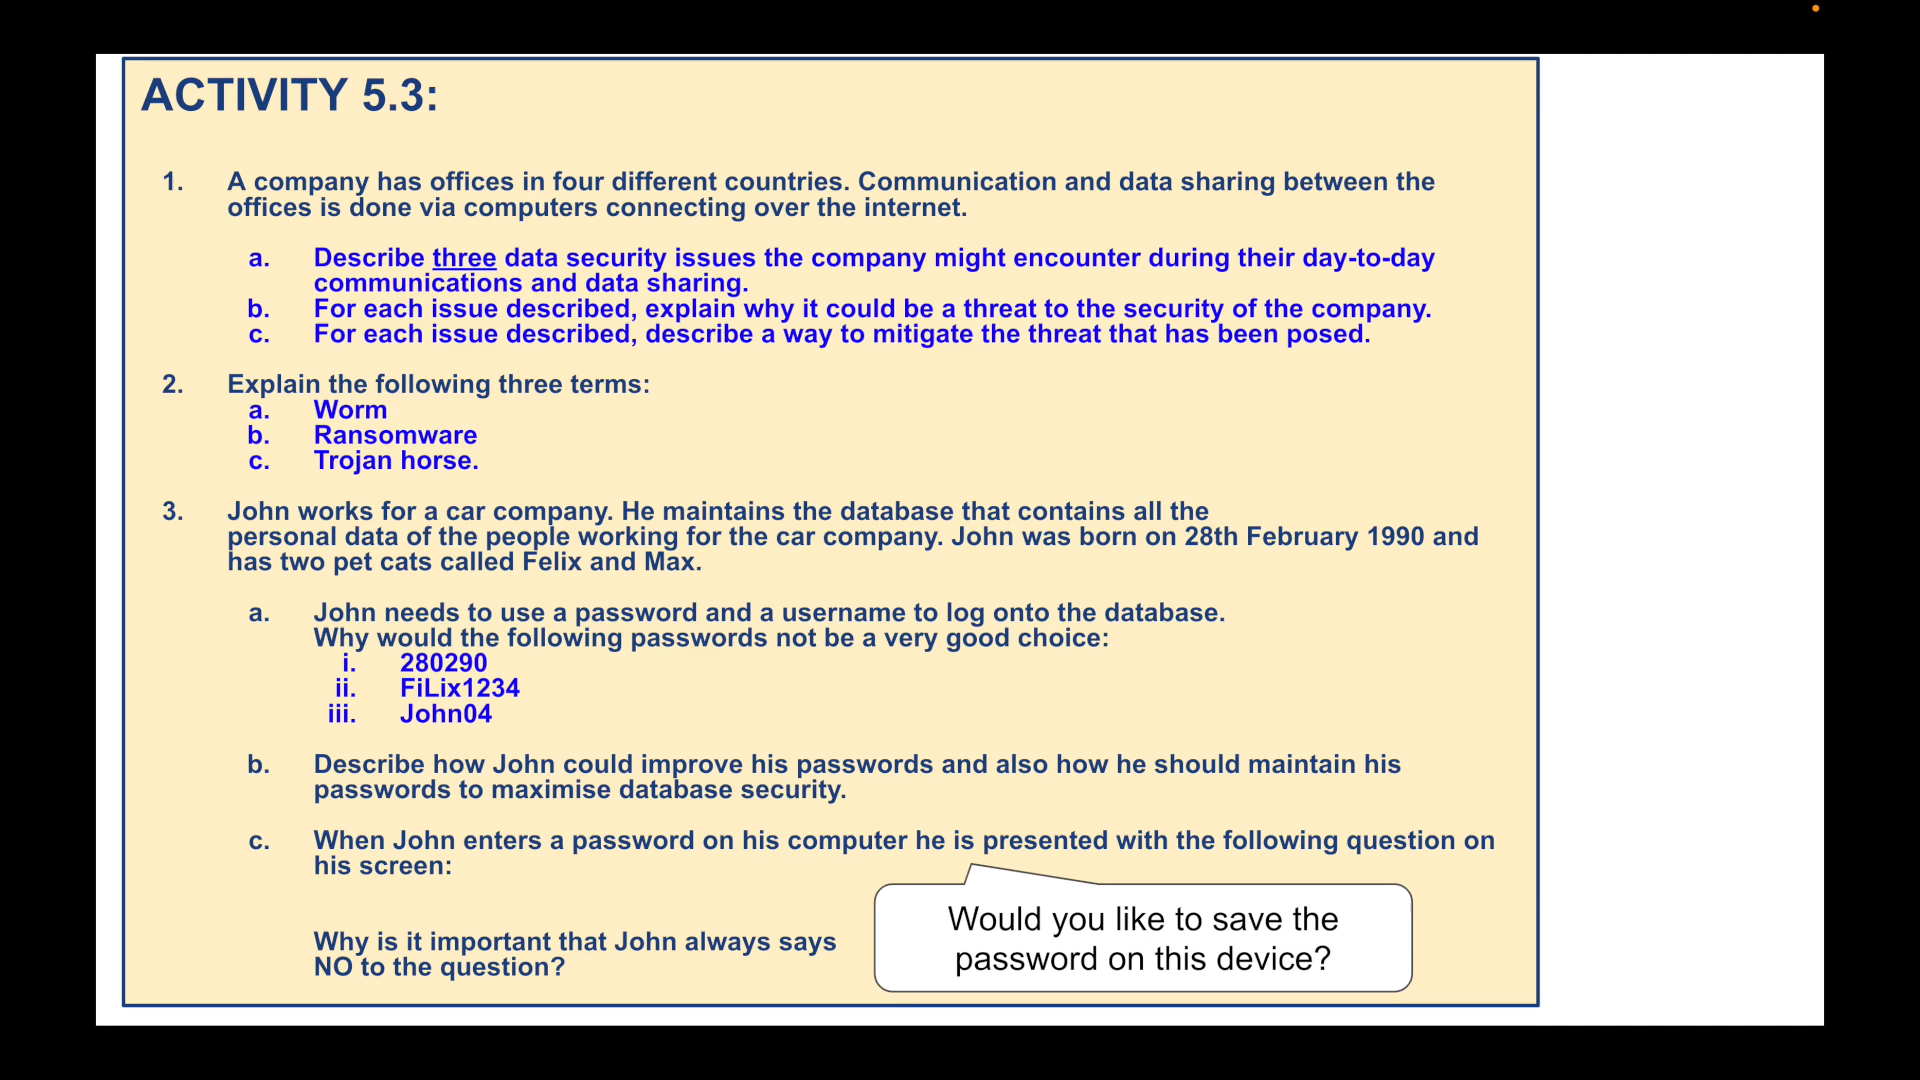 ACTIVITY 5.3:
1. A company has offices in four different countries. Communication and data sharing between the
offices is done via computers connecting over the internet.
a. Describe three data security issues the company might encounter during their day-to-day
communications and data sharing.
b. For each issue described, explain why it could be a threat to the security of the company.
c. For each issue described, describe a way to mitigate the threat that has been posed.
2. Explain the following three terms:
a. Worm
b. Ransomware
c. Trojan horse.
3. John works for a car company. He maintains the database that contains all the
personal data of the people working for the car company. John was born on 28th February 1990 and
has two pet cats called Felix and Max.
a. John needs to use a password and a username to log onto the database.
Why would the following passwords not be a very good choice:
i. 280290
ii. FiLix1234
iii. John04
b. Describe how John could improve his passwords and also how he should maintain his
passwords to maximise database security.
c. When John enters a password on his computer he is presented with the following question on
his screen:
Would you like to save the
password on this device?
Why is it important that John always says
NO to the question?